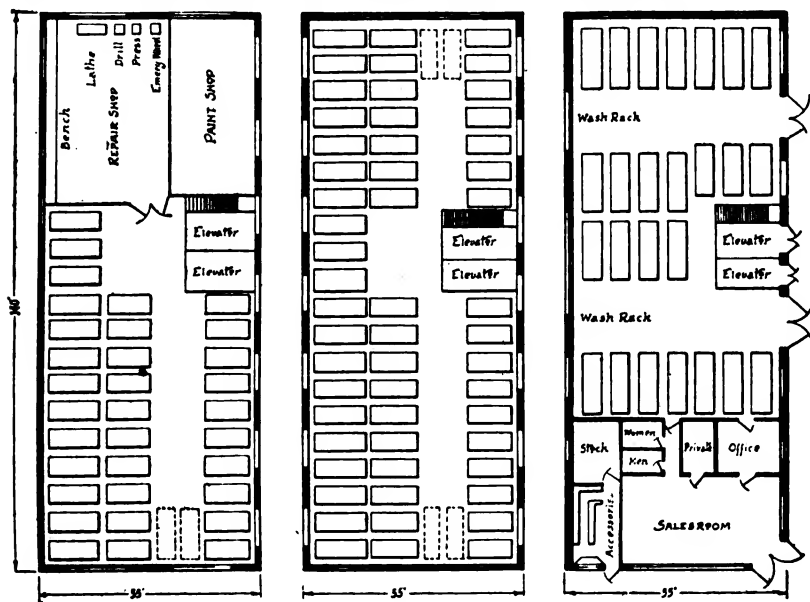 Bench
Lathe
Drill
Press
Emery Wheel
REPAIR SHOP
PAINT SHOP
Elevator
Elevator
140'
55'
Elevator
Elevator
55'
Wash Rack
Elevator
Elevator
Wash Rack
Stock
Women
Men
Private
Office
Accessories
SALESROOM
55'